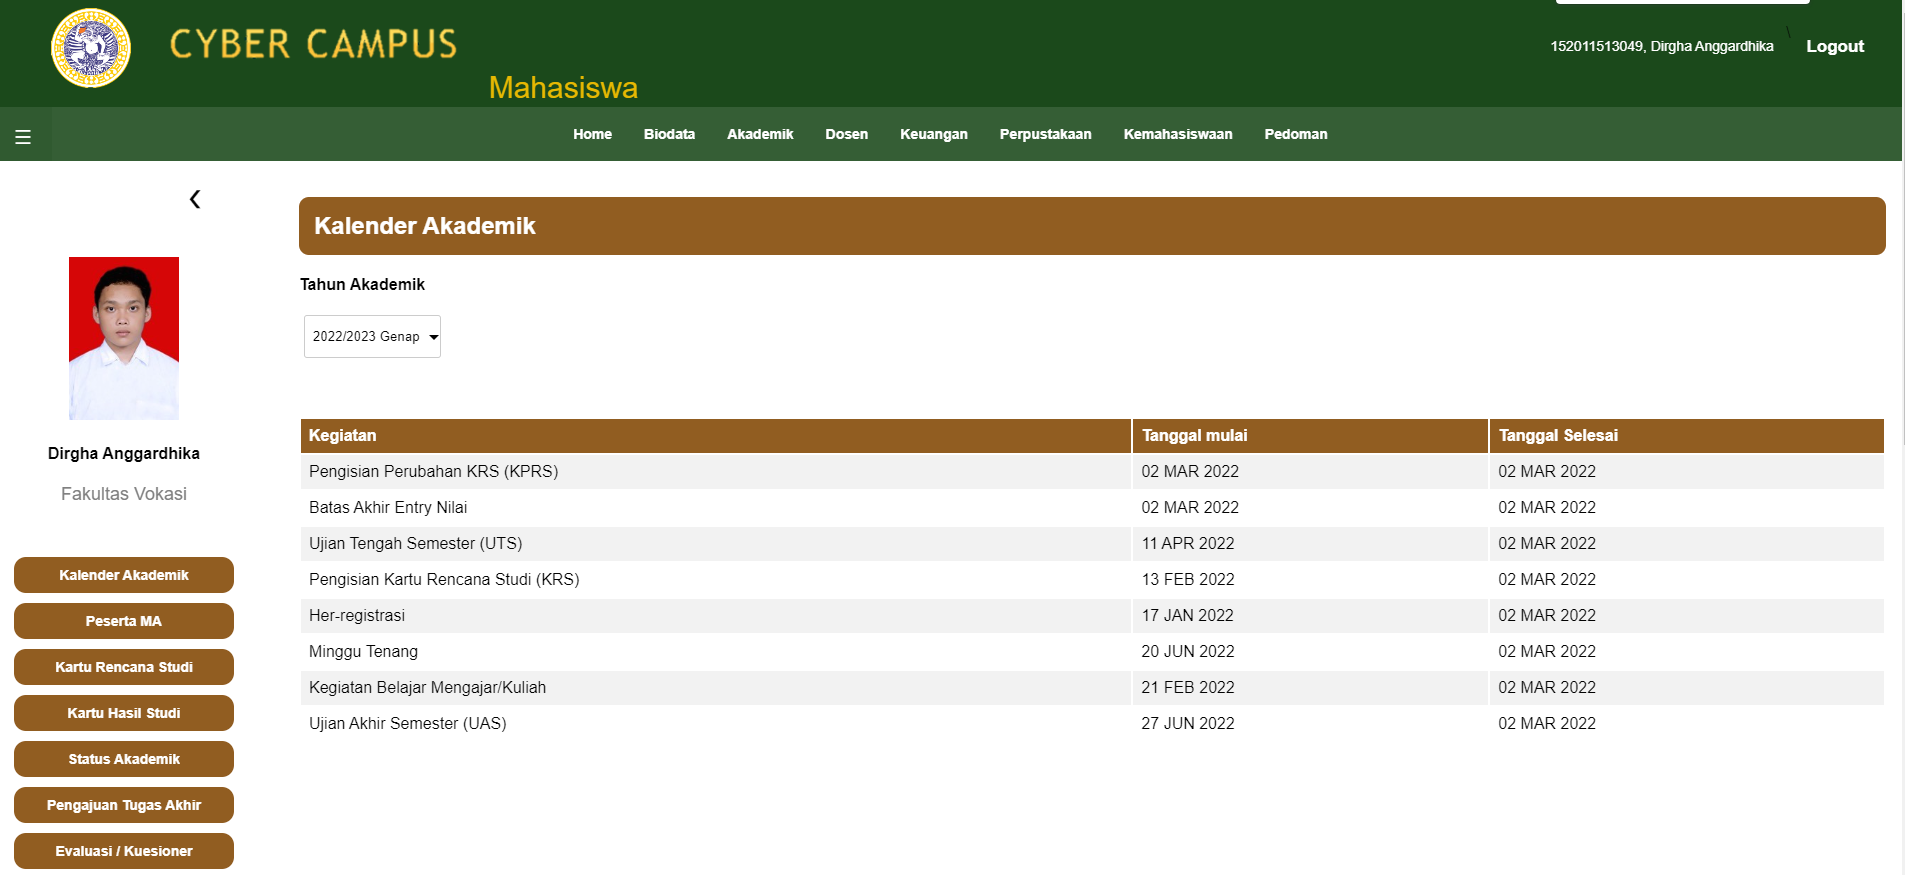 CYBER CAMPUS
Mahasiswa
152011513049, Dirgha Anggardhika \ Logout
☰ Home Biodata Akademik Dosen Keuangan Perpustakaan Kemahasiswaan Pedoman
Dirgha Anggardhika
Fakultas Vokasi
Kalender Akademik
Peserta MA
Kartu Rencana Studi
Kartu Hasil Studi
Status Akademik
Pengajuan Tugas Akhir
Evaluasi / Kuesioner
Kalender Akademik
Tahun Akademik
2022/2023 Genap
Kegiatan Tanggal mulai Tanggal Selesai
Pengisian Perubahan KRS (KPRS) 02 MAR 2022 02 MAR 2022
Batas Akhir Entry Nilai 02 MAR 2022 02 MAR 2022
Ujian Tengah Semester (UTS) 11 APR 2022 02 MAR 2022
Pengisian Kartu Rencana Studi (KRS) 13 FEB 2022 02 MAR 2022
Her-registrasi 17 JAN 2022 02 MAR 2022
Minggu Tenang 20 JUN 2022 02 MAR 2022
Kegiatan Belajar Mengajar/Kuliah 21 FEB 2022 02 MAR 2022
Ujian Akhir Semester (UAS) 27 JUN 2022 02 MAR 2022